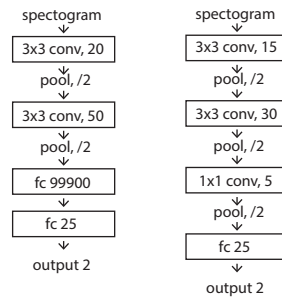 spectogram
3x3 conv, 20
pool, /2
3x3 conv, 50
pool, /2
fc 99900
fc 25
output 2
spectogram
3x3 conv, 15
pool, /2
3x3 conv, 30
pool, /2
1x1 conv, 5
pool, /2
fc 25
output 2